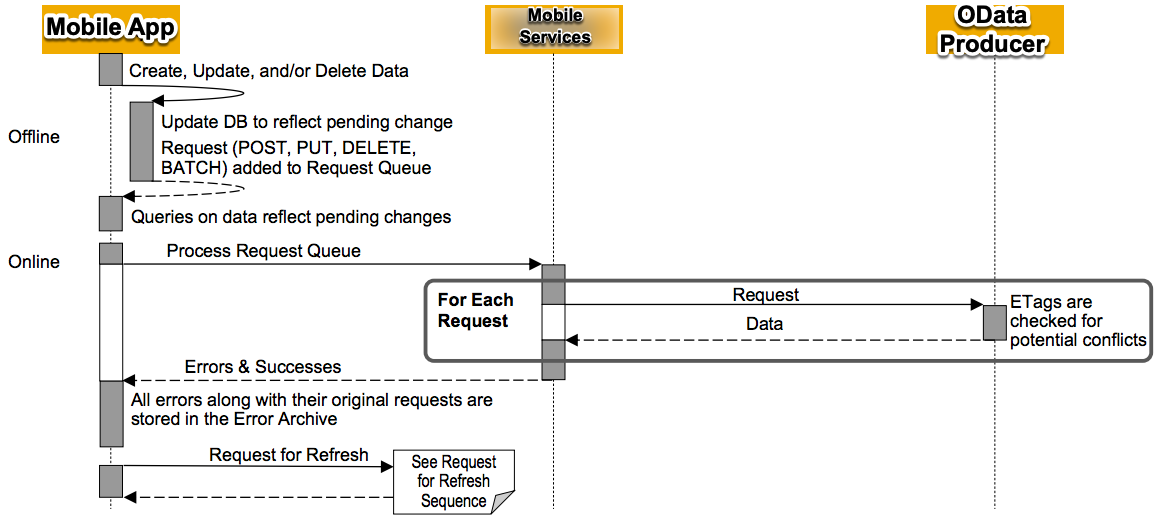 Mobile App
Mobile
Services
OData
Producer
Create, Update, and/or Delete Data
Offline
Update DB to reflect pending change
Request (POST, PUT, DELETE,
BATCH) added to Request Queue
Queries on data reflect pending changes
Online
Process Request Queue
For Each
Request
Request
Data
ETags are
checked for
potential conflicts
Errors & Successes
All errors along with their original requests are
stored in the Error Archive
Request for Refresh
See Request
for Refresh
Sequence